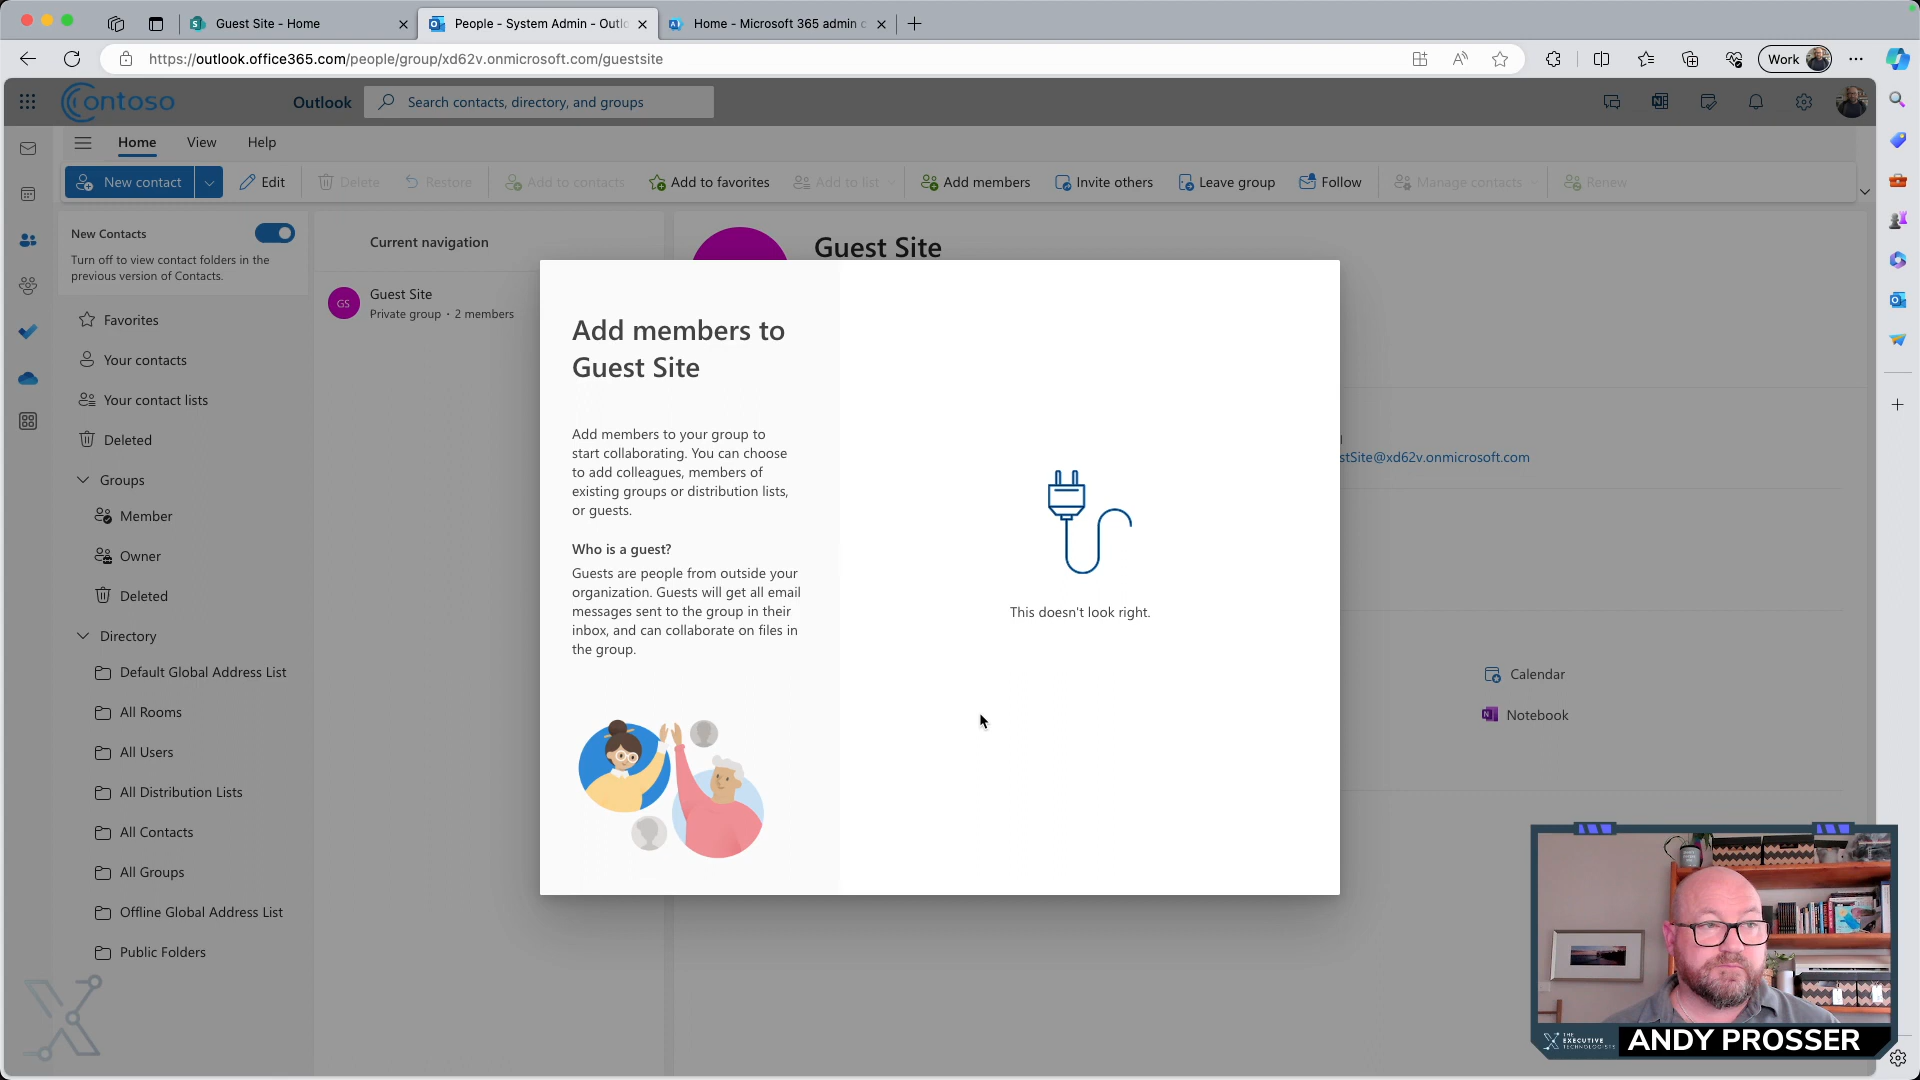 Guest Site - Home
People - System Admin - Outlo
Home - Microsoft 365 admin c
https://outlook.office365.com/people/group/xd62v.onmicrosoft.com/guestsite
Work
Contoso
Outlook
Search contacts, directory, and groups
Home
View
Help
New contact
Edit
Delete
Restore
Add to contacts
Add to favorites
Add to list
Add members
Invite others
Leave group
Follow
Manage contacts
Renew
New Contacts
Turn off to view contact folders in the
previous version of Contacts.
Favorites
Your contacts
Your contact lists
Deleted
Groups
Member
Owner
Deleted
Directory
Default Global Address List
All Rooms
All Users
All Distribution Lists
All Contacts
All Groups
Offline Global Address List
Public Folders
Current navigation
GS
Guest Site
Private group • 2 members
Guest Site
Add members to
Guest Site
Add members to your group to
start collaborating. You can choose
to add colleagues, members of
existing groups or distribution lists,
or guests.
Who is a guest?
Guests are people from outside your
organization. Guests will get all email
messages sent to the group in their
inbox, and can collaborate on files in
the group.
This doesn't look right.
stSite@xd62v.onmicrosoft.com
Calendar
Notebook
THE
EXECUTIVE
TECHNOLOGISTS
ANDY PROSSER